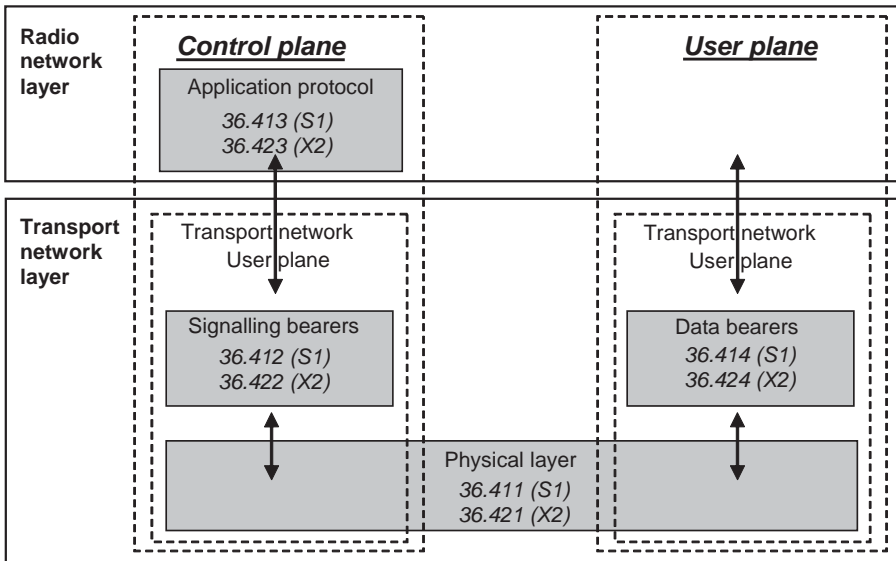 Radio
network
layer
Control plane
User plane
Application protocol
36.413 (S1)
36.423 (X2)
Transport
network
layer
Transport network
User plane
Transport network
User plane
Signalling bearers
36.412 (S1)
36.422 (X2)
Data bearers
36.414 (S1)
36.424 (X2)
Physical layer
36.411 (S1)
36.421 (X2)